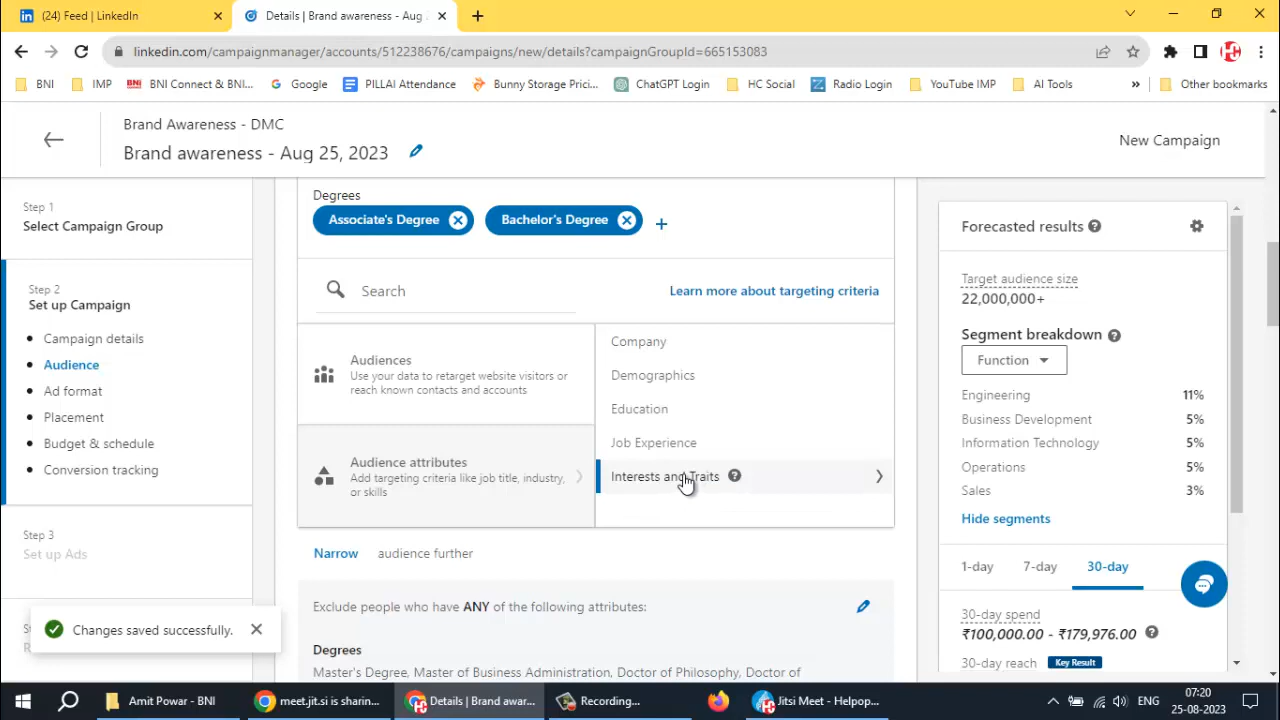 (24) Feed | LinkedIn
Details | Brand awareness - Aug
linkedin.com/campaignmanager/accounts/512238676/campaigns/new/details?campaignGroupId=665153083
BNI
IMP
BNI Connect & BNI...
Google
PILLAI Attendance
Bunny Storage Pricin...
ChatGPT Login
HC Social
Radio Login
YouTube IMP
AI Tools
»
Other bookmarks
Brand Awareness - DMC
Brand awareness - Aug 25, 2023
New Campaign
Step 1
Select Campaign Group
Step 2
Set up Campaign
Campaign details
Audience
Ad format
Placement
Budget & schedule
Conversion tracking
Step 3
Set up Ads
Changes saved successfully.
Degrees
Associate's Degree
Bachelor's Degree
+
Search
Learn more about targeting criteria
Audiences
Use your data to retarget website visitors or
reach known contacts and accounts
Audience attributes
Add targeting criteria like job title, industry,
or skills
Company
Demographics
Education
Job Experience
Interests and Traits
Narrow audience further
Exclude people who have ANY of the following attributes:
Degrees
Master's Degree, Master of Business Administration, Doctor of Philosophy, Doctor of
Forecasted results
Target audience size
22,000,000+
Segment breakdown
Function
Engineering 11%
Business Development 5%
Information Technology 5%
Operations 5%
Sales 3%
Hide segments
1-day 7-day 30-day
30-day spend
₹100,000.00 - ₹179,976.00
30-day reach Key Result
Amit Powar - BNI
meet.jit.si is sharin...
Details | Brand awar...
Recording...
Jitsi Meet - Helpop...
ENG
07:20
25-08-2023